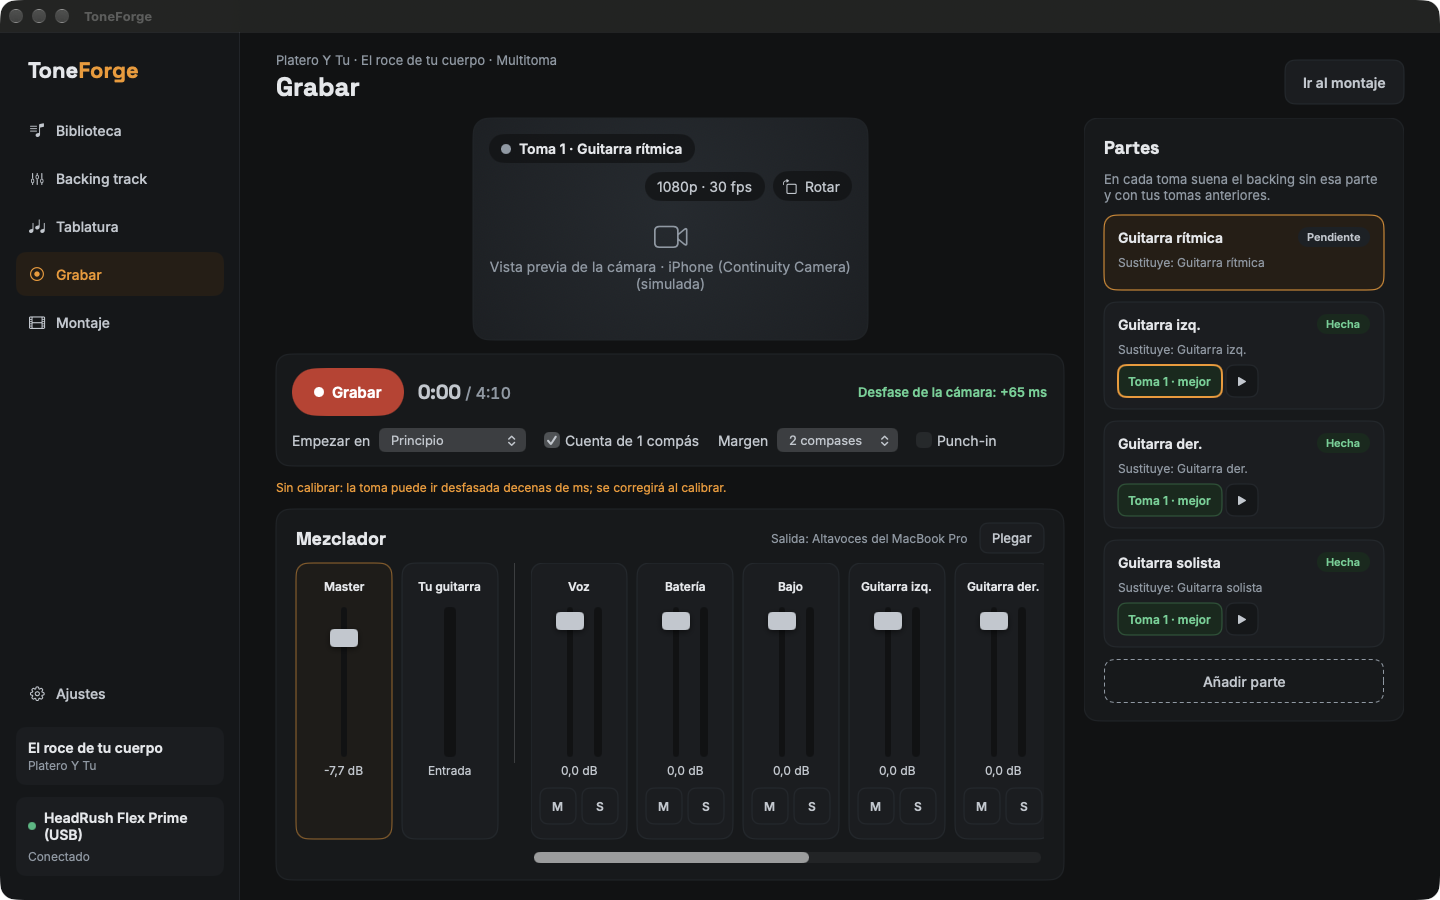 ToneForge
ToneForge
Biblioteca
Backing track
Tablatura
Grabar
Montaje
Ajustes
El roce de tu cuerpo
Platero Y Tu
HeadRush Flex Prime
(USB)
Conectado
Platero Y Tu · El roce de tu cuerpo · Multitoma
Grabar
Ir al montaje
Toma 1 · Guitarra rítmica
1080p · 30 fps
Rotar
Vista previa de la cámara · iPhone (Continuity Camera)
(simulada)
Grabar
0:00 / 4:10
Desfase de la cámara: +65 ms
Empezar en
Principio
Cuenta de 1 compás
Margen
2 compases
Punch-in
Sin calibrar: la toma puede ir desfasada decenas de ms; se corregirá al calibrar.
Mezclador
Salida: Altavoces del MacBook Pro
Plegar
Master
-7,7 dB
Tu guitarra
Entrada
Voz
0,0 dB
M S
Batería
0,0 dB
M S
Bajo
0,0 dB
M S
Guitarra izq.
0,0 dB
M S
Guitarra der.
0,0 dB
M S
Partes
En cada toma suena el backing sin esa parte
y con tus tomas anteriores.
Guitarra rítmica
Pendiente
Sustituye: Guitarra rítmica
Guitarra izq.
Hecha
Sustituye: Guitarra izq.
Toma 1 · mejor
Guitarra der.
Hecha
Sustituye: Guitarra der.
Toma 1 · mejor
Guitarra solista
Hecha
Sustituye: Guitarra solista
Toma 1 · mejor
Añadir parte